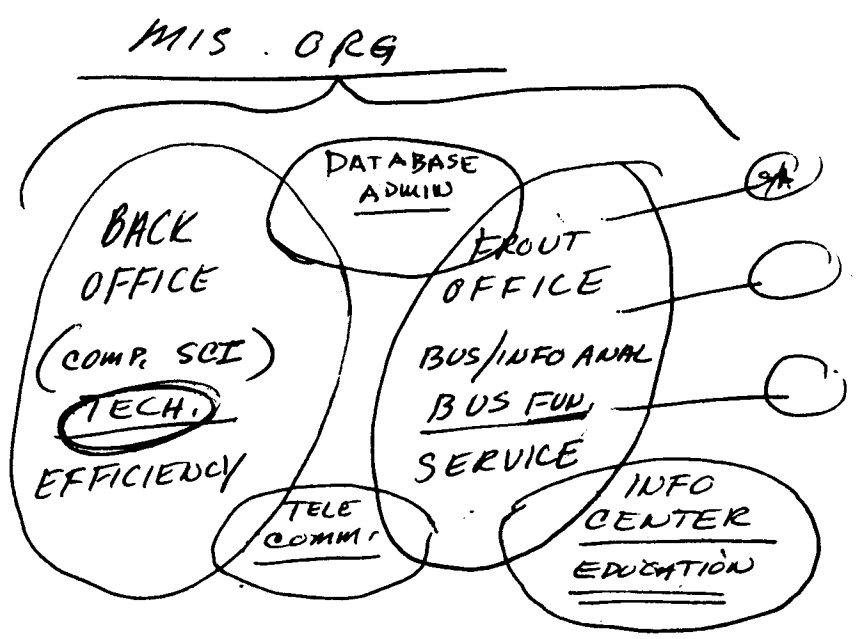 MIS. ORG
DATABASE
ADMIN
BACK
OFFICE
(COMP. SCI)
TECH.
EFFICIENCY
FRONT
OFFICE
BUS/INFO ANAL
BUS FUN.
SERVICE
TELE
COMM.
INFO
CENTER
EDUCATION